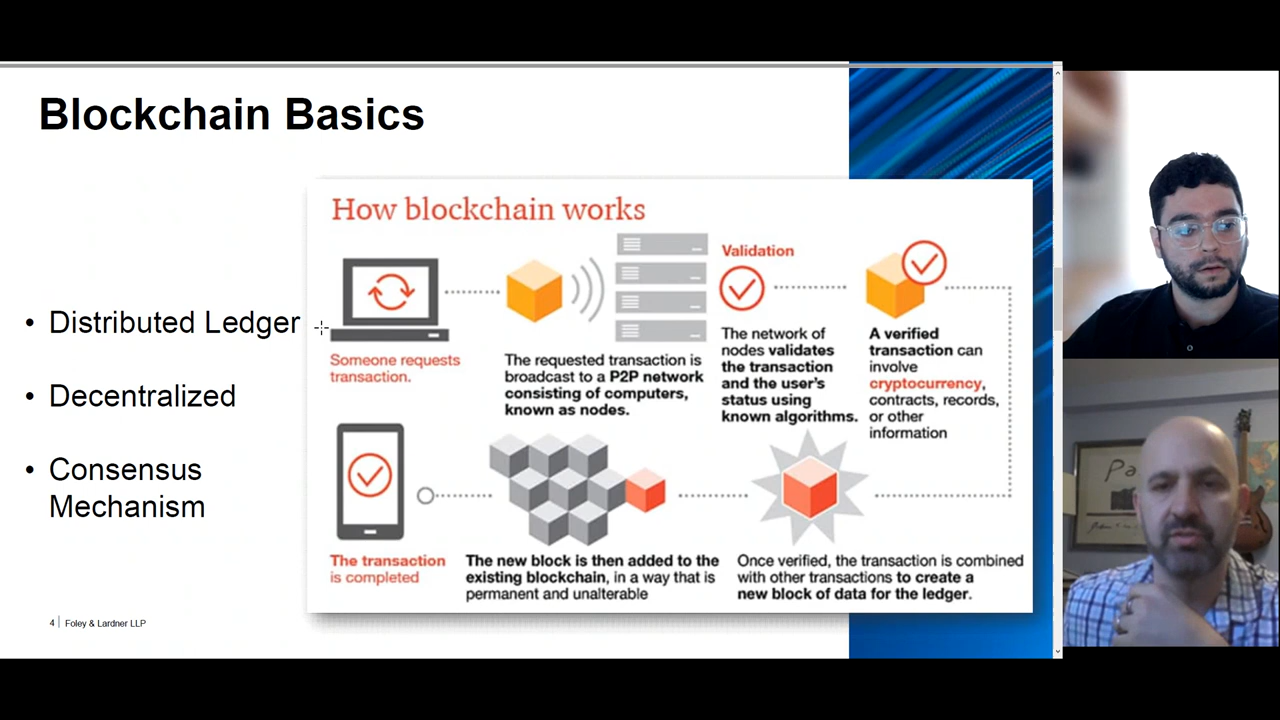 Blockchain Basics
• Distributed Ledger
• Decentralized
• Consensus
Mechanism
How blockchain works
Someone requests
transaction.
The requested transaction is
broadcast to a P2P network
consisting of computers,
known as nodes.
Validation
The network of
nodes validates
the transaction
and the user's
status using
known algorithms.
A verified
transaction can
involve
cryptocurrency,
contracts, records,
or other
information
Once verified, the transaction is combined
with other transactions to create a
new block of data for the ledger.
The new block is then added to the
existing blockchain, in a way that is
permanent and unalterable
The transaction
is completed
4 | Foley & Lardner LLP